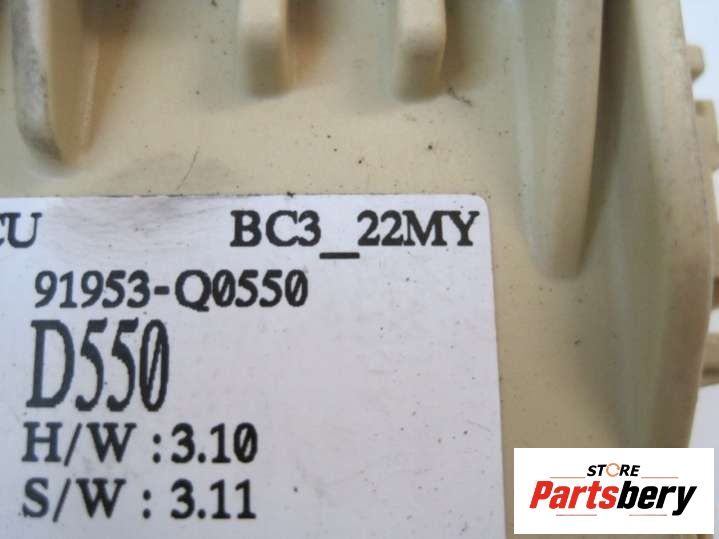 CU BC3_22MY
91953-Q0550
D550
H/W : 3.10
S/W : 3.11
STORE
Partsbery